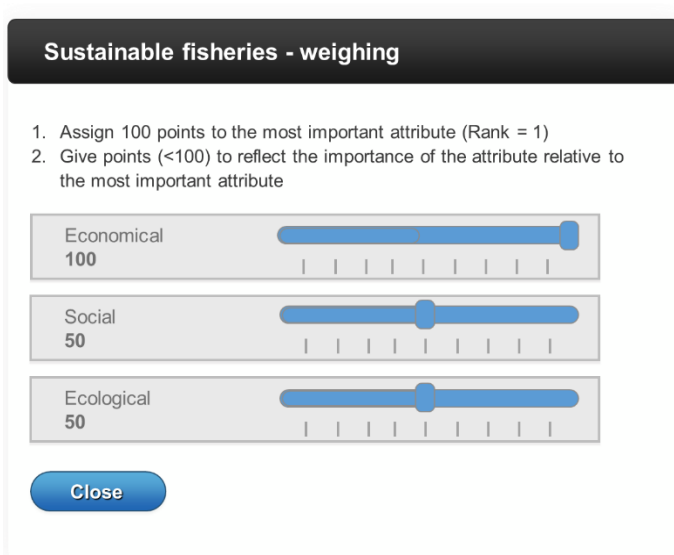 Sustainable fisheries - weighing
1. Assign 100 points to the most important attribute (Rank = 1)
2. Give points (<100) to reflect the importance of the attribute relative to
the most important attribute
Economical
100
Social
50
Ecological
50
Close